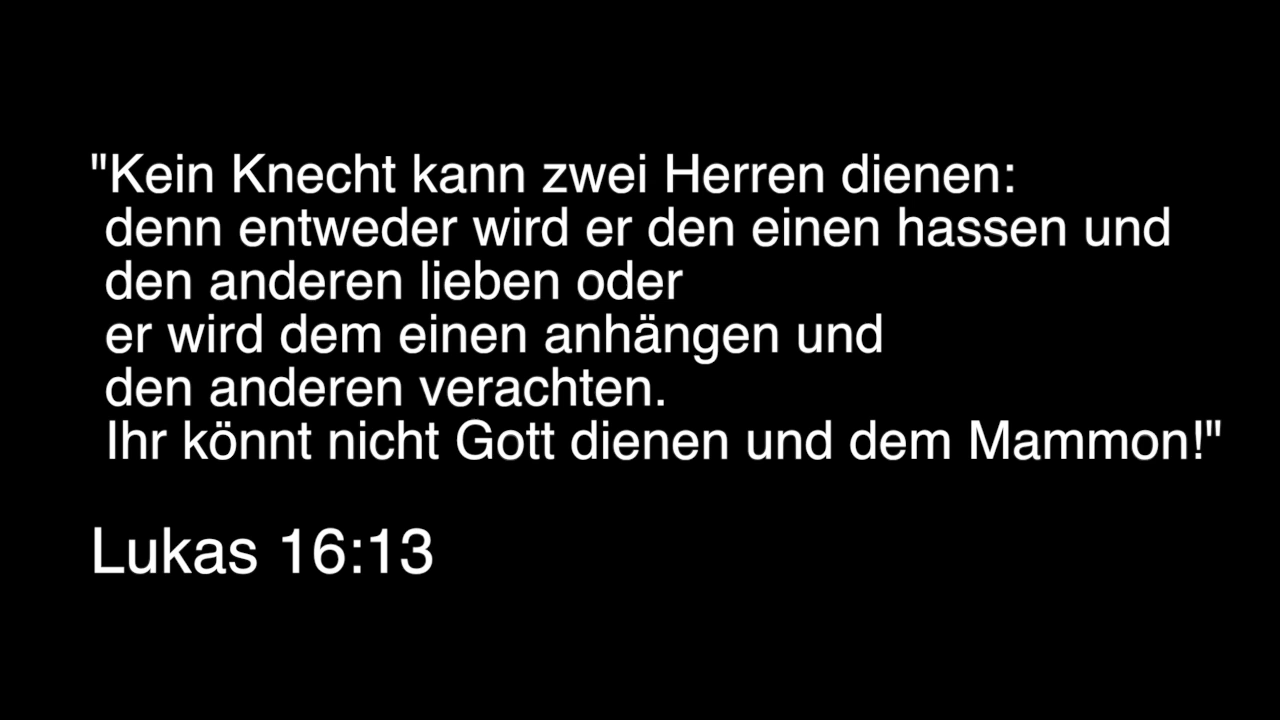 "Kein Knecht kann zwei Herren dienen:
denn entweder wird er den einen hassen und
den anderen lieben oder
er wird dem einen anhängen und
den anderen verachten.
Ihr könnt nicht Gott dienen und dem Mammon!"
Lukas 16:13